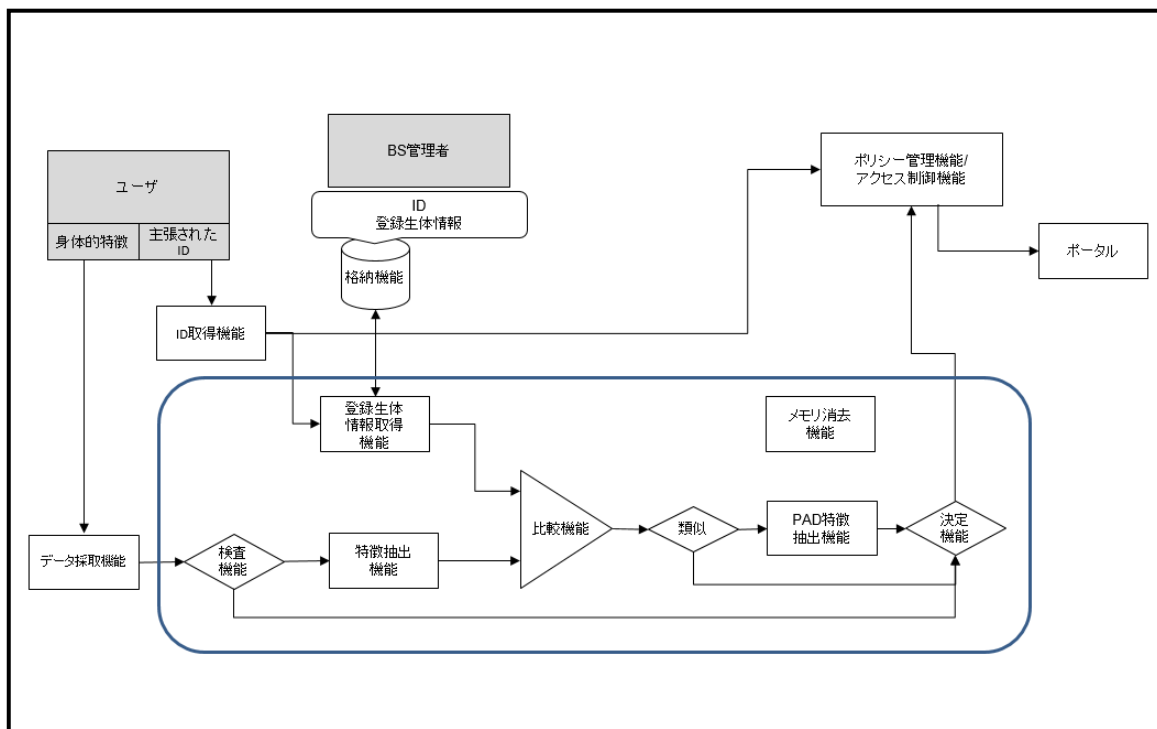 BS管理者
ポリシー管理機能/
アクセス制御機能
ユーザ
ID
登録生体情報
身体的特徴
主張された
ID
格納機能
ポータル
ID取得機能
登録生体
情報取得
機能
メモリ消去
機能
データ採取機能
検査
機能
特徴抽出
機能
比較機能
類似
PAD特徴
抽出機能
決定
機能